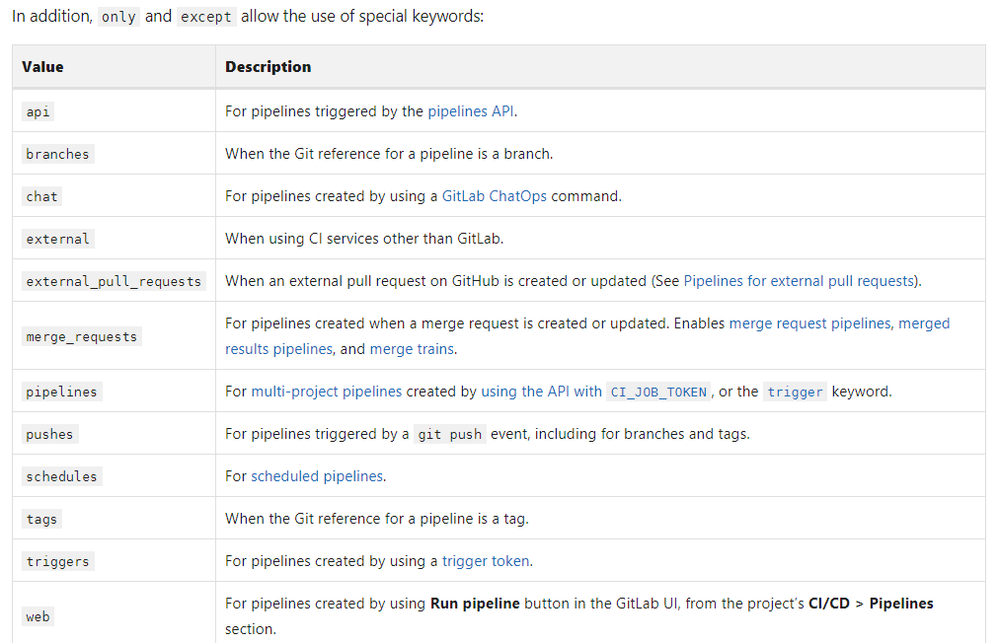 In addition, only and except allow the use of special keywords:
Value Description
api For pipelines triggered by the pipelines API.
branches When the Git reference for a pipeline is a branch.
chat For pipelines created by using a GitLab ChatOps command.
external When using CI services other than GitLab.
external_pull_requests When an external pull request on GitHub is created or updated (See Pipelines for external pull requests).
merge_requests For pipelines created when a merge request is created or updated. Enables merge request pipelines, merged
results pipelines, and merge trains.
pipelines For multi-project pipelines created by using the API with CI_JOB_TOKEN, or the trigger keyword.
pushes For pipelines triggered by a git push event, including for branches and tags.
schedules For scheduled pipelines.
tags When the Git reference for a pipeline is a tag.
triggers For pipelines created by using a trigger token.
web For pipelines created by using Run pipeline button in the GitLab UI, from the project's CI/CD > Pipelines
section.